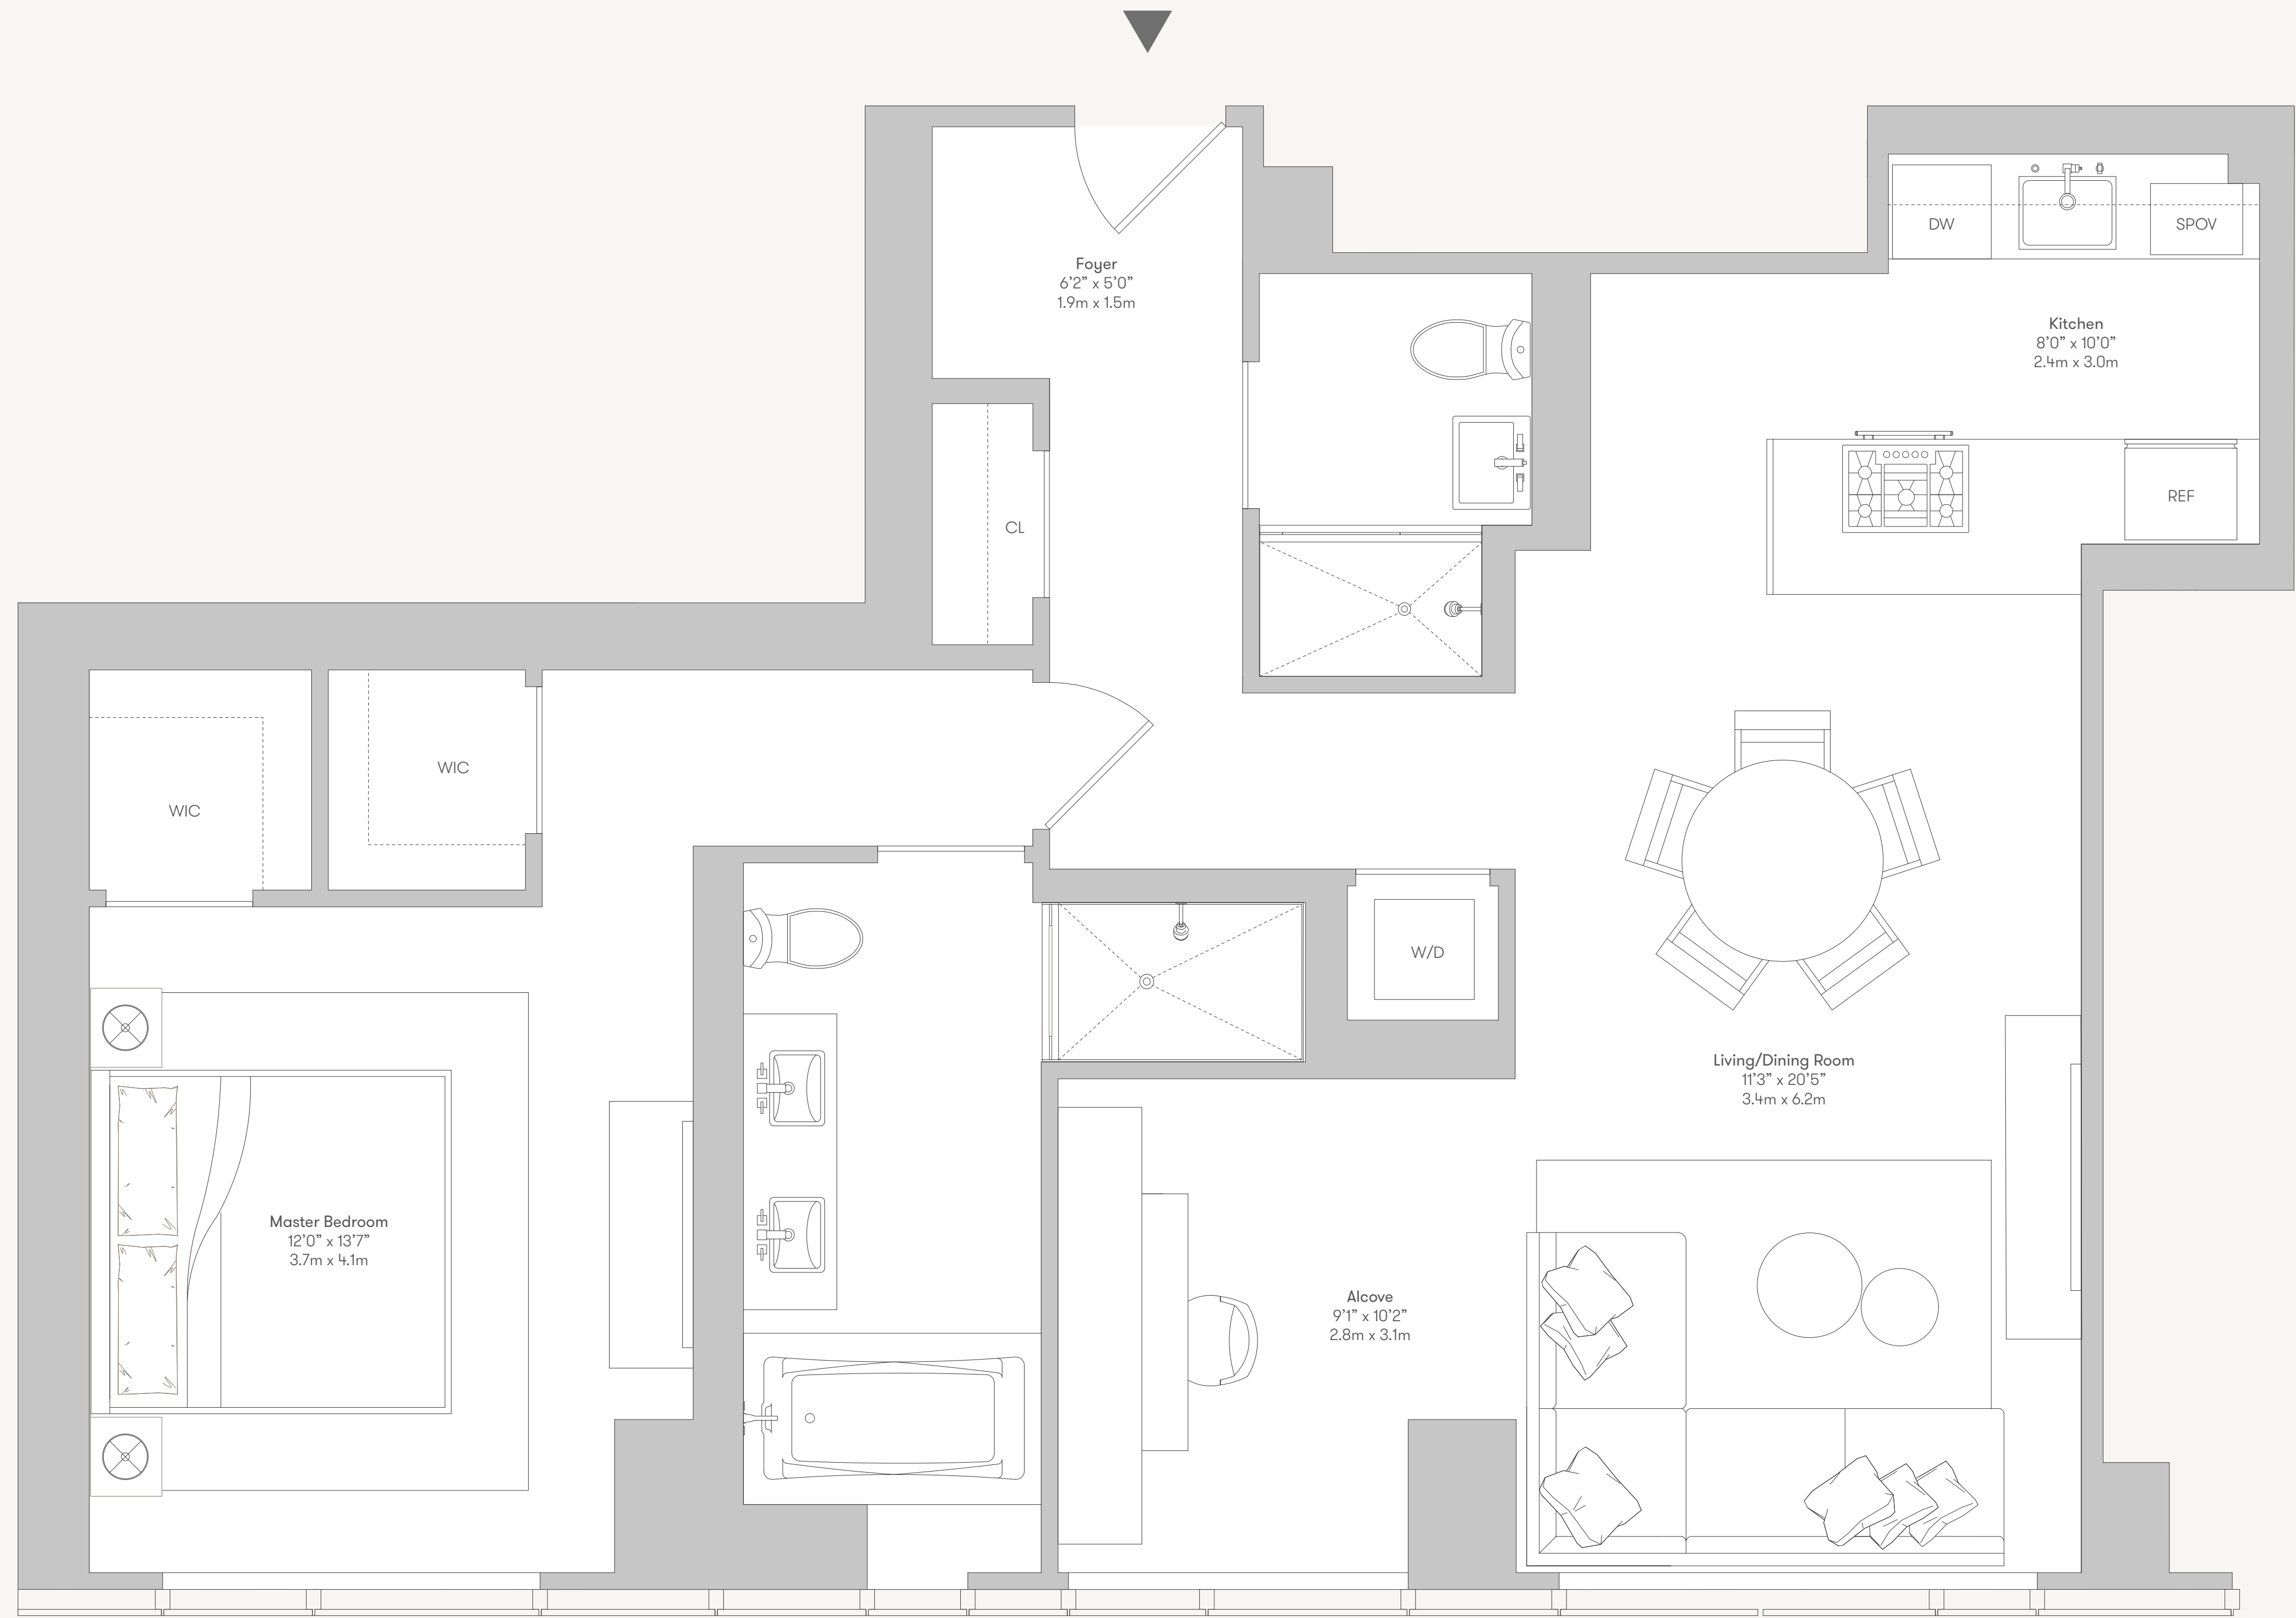 Foyer
6'2" x 5'0"
1.9m x 1.5m
DW
SPOV
Kitchen
8'0" x 10'0"
2.4m x 3.0m
REF
CL
WIC
WIC
W/D
Living/Dining Room
11'3" x 20'5"
3.4m x 6.2m
Master Bedroom
12'0" x 13'7"
3.7m x 4.1m
Alcove
9'1" x 10'2"
2.8m x 3.1m